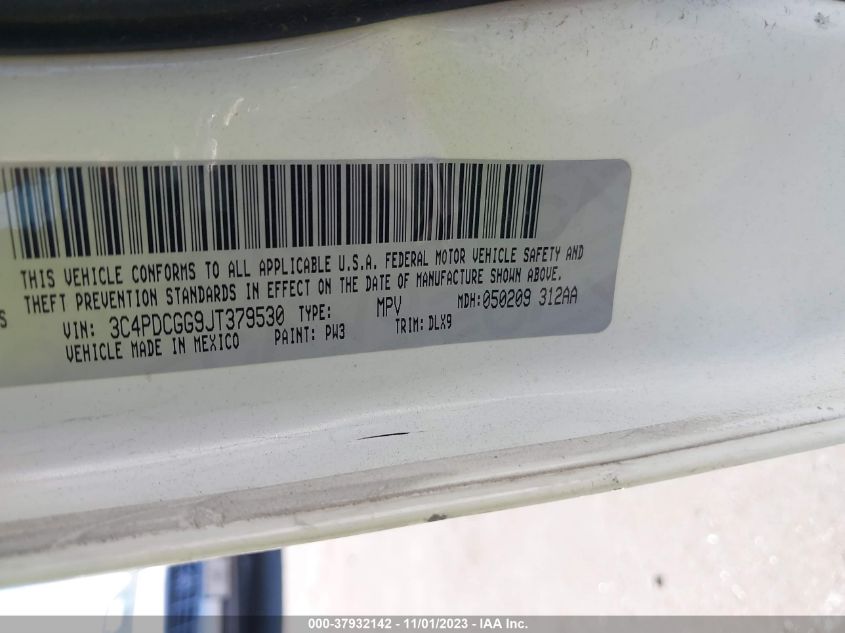 THIS VEHICLE CONFORMS TO ALL APPLICABLE U.S.A. FEDERAL MOTOR VEHICLE SAFETY AND
THEFT PREVENTION STANDARDS IN EFFECT ON THE DATE OF MANUFACTURE SHOWN ABOVE.
S
VIN: 3C4PDCGG9JT379530 TYPE: MPV MDH: 050209 312AA
VEHICLE MADE IN MEXICO PAINT: PW3 TRIM: DLX9
000-37932142 - 11/01/2023 - IAA Inc.